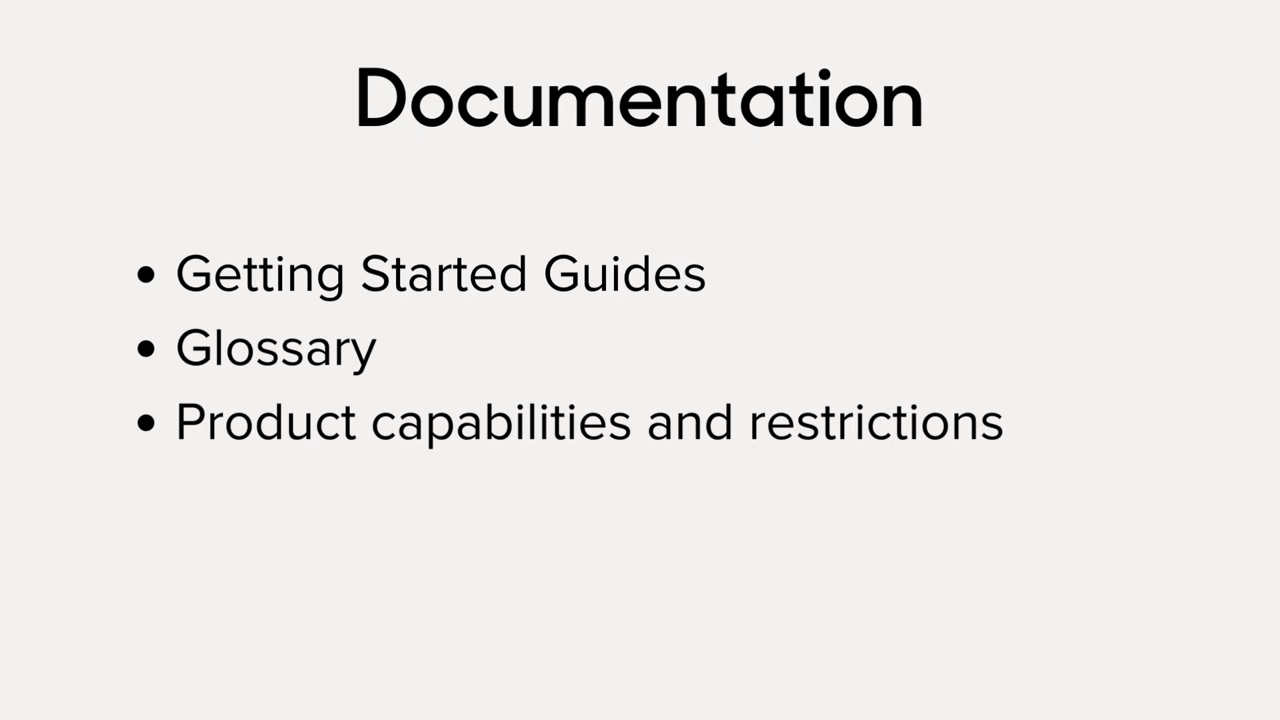 Documentation
• Getting Started Guides
• Glossary
• Product capabilities and restrictions